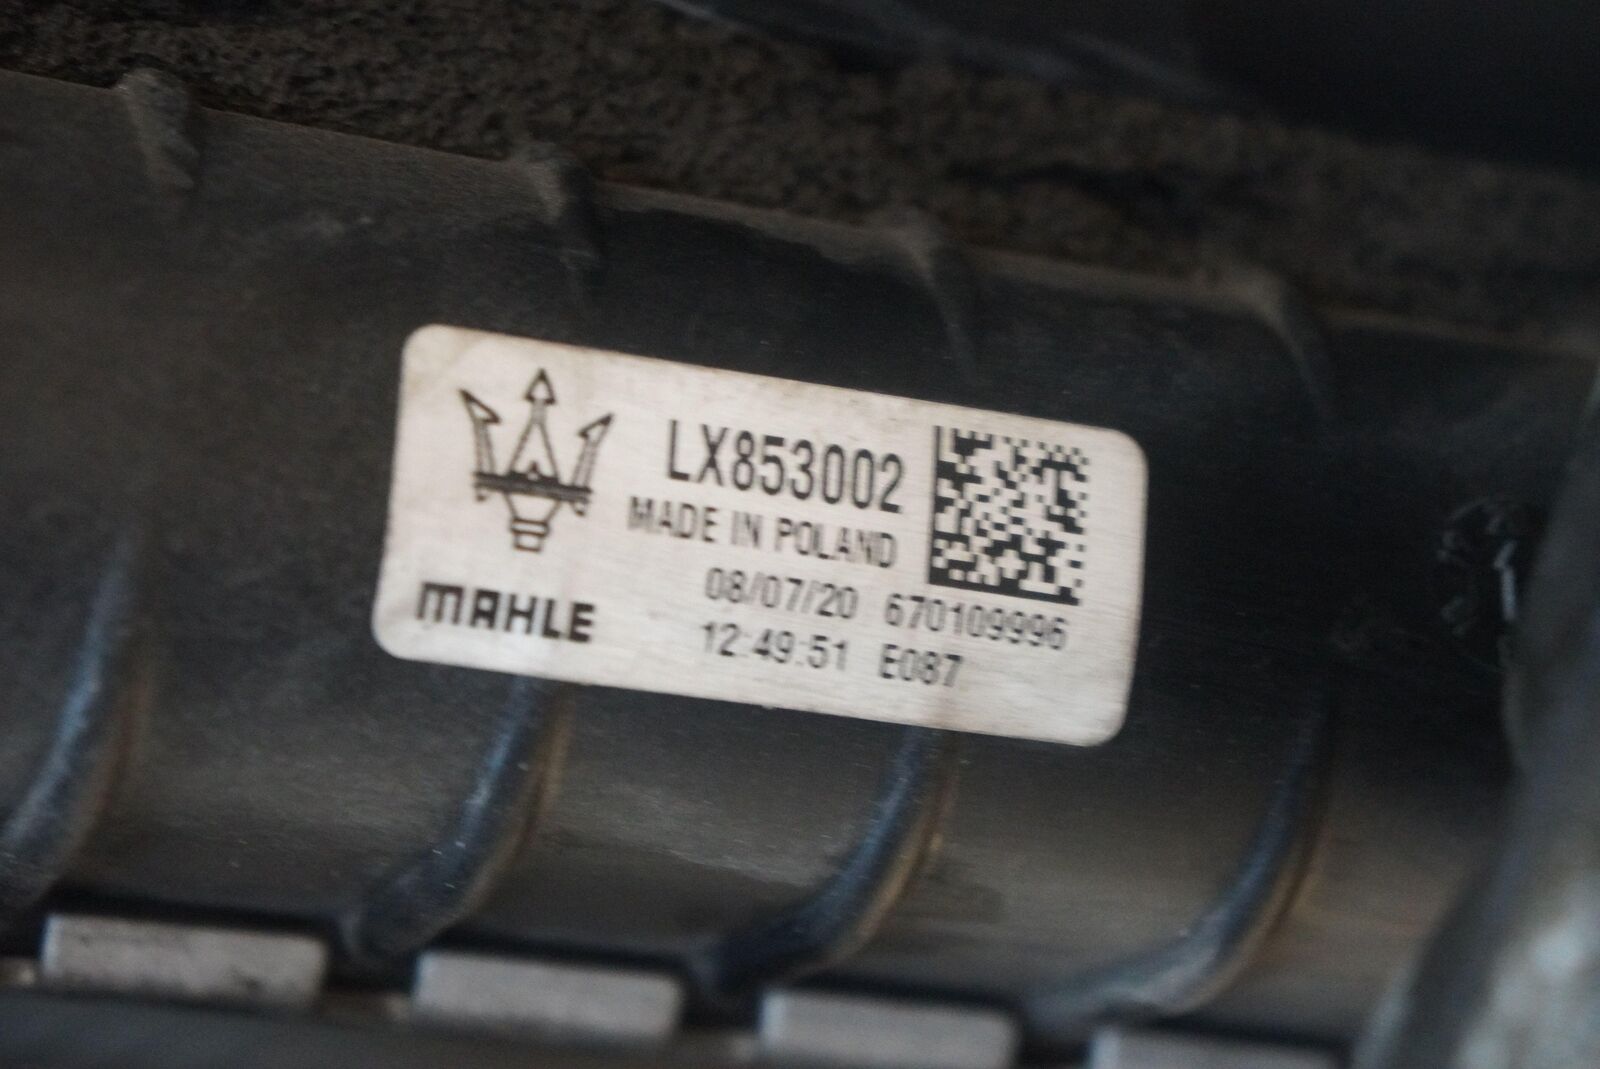 LX853002
MADE IN POLAND
08/07/20 670109996
12:49:51 E087
MAHLE